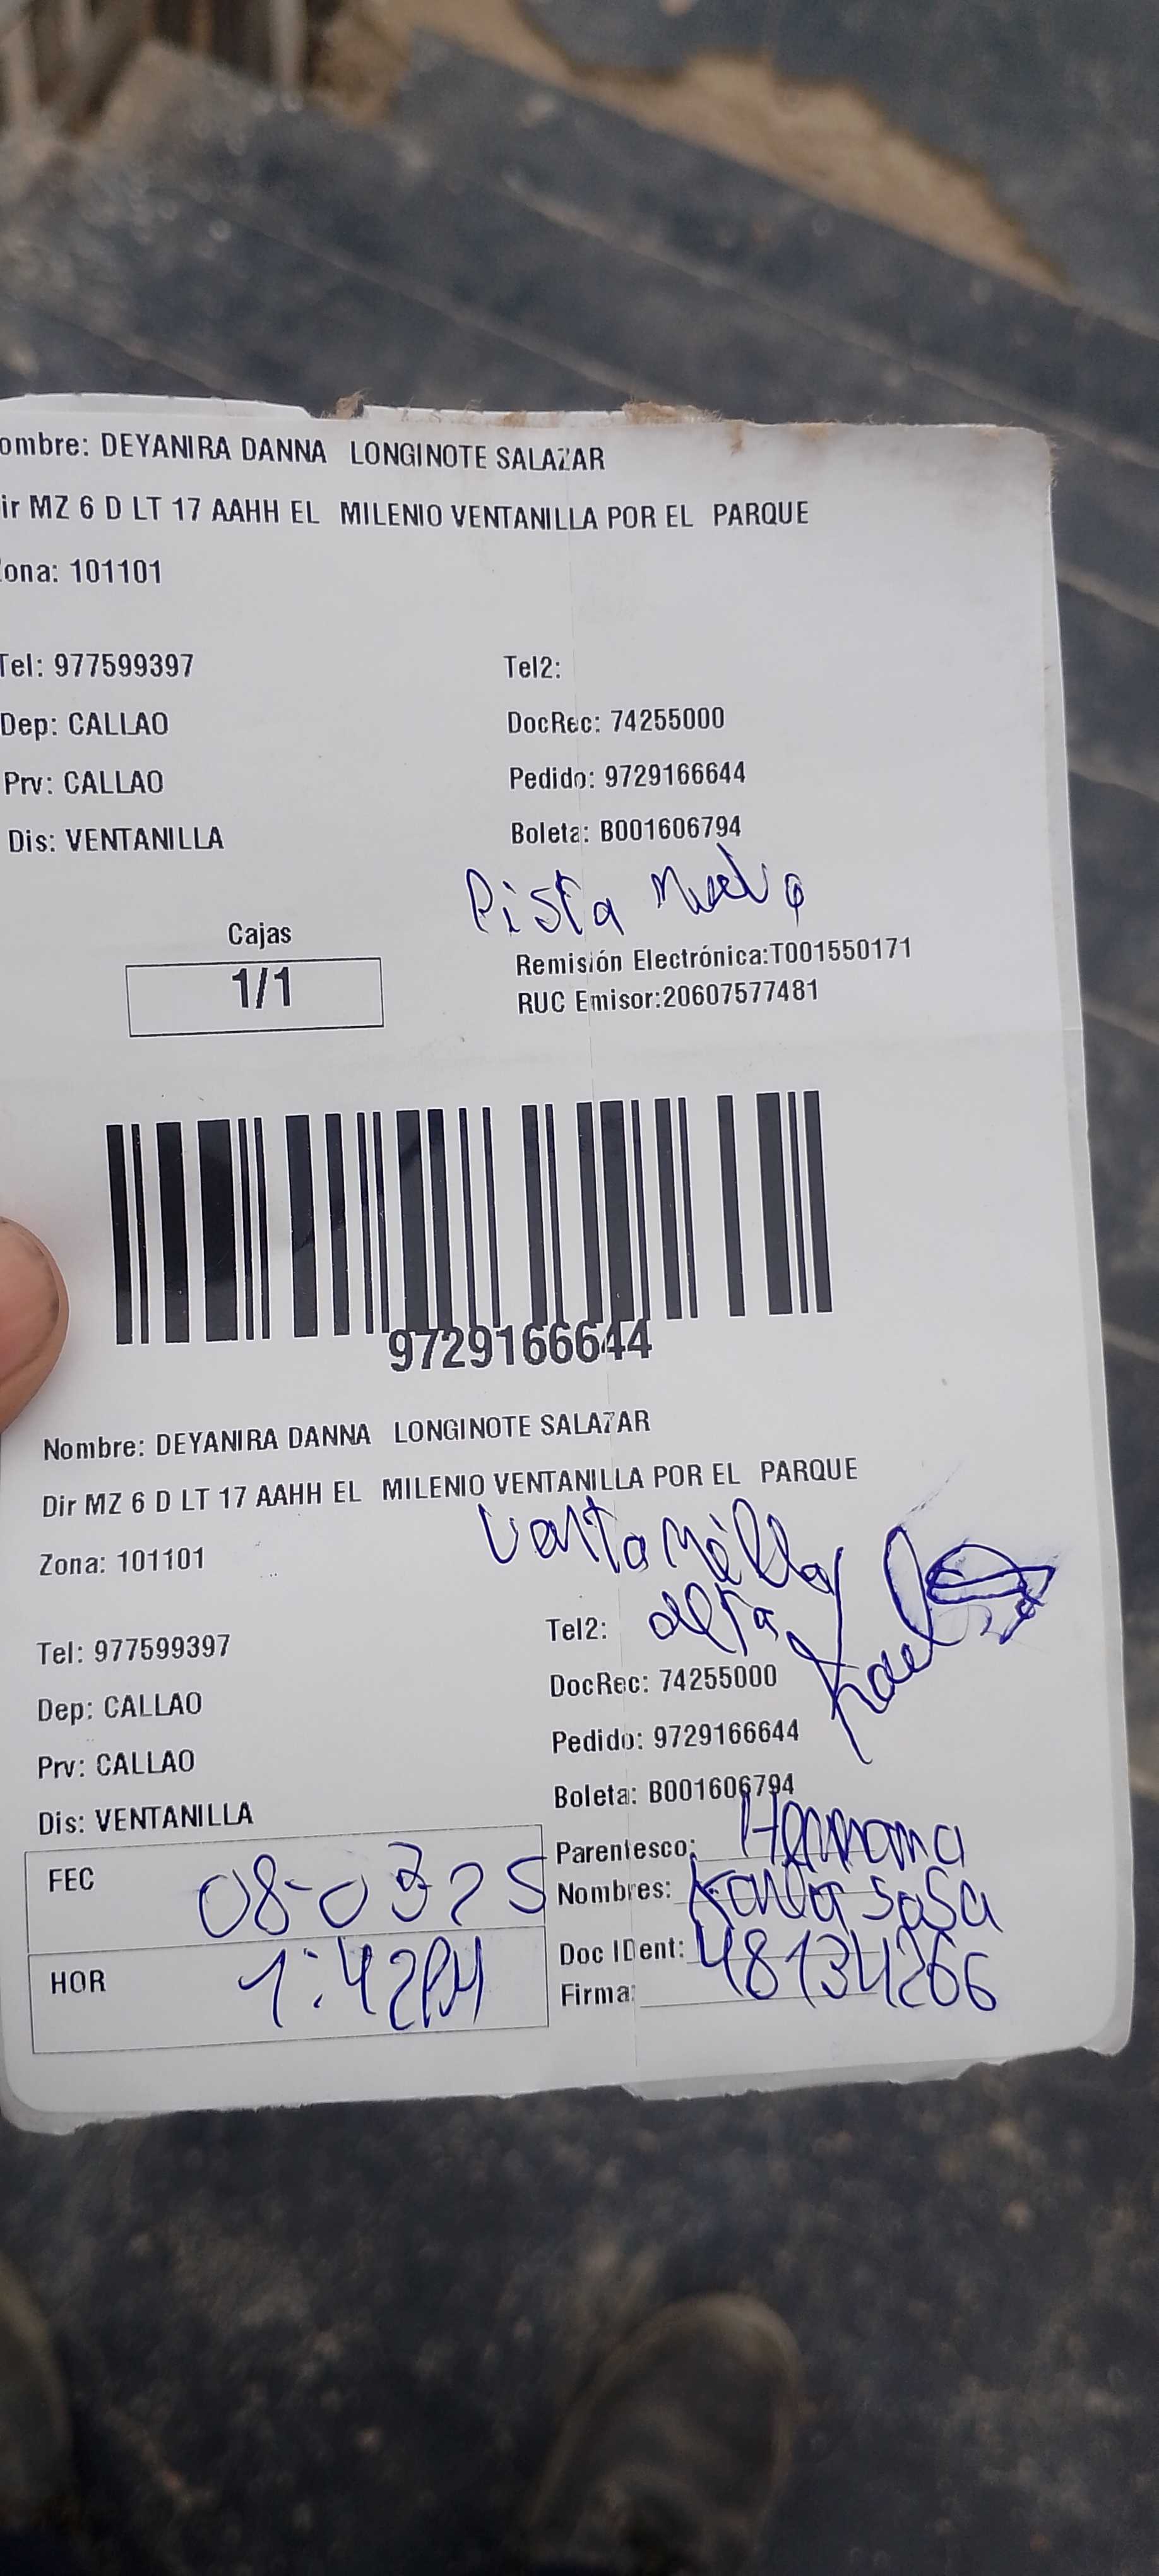 ombre: DEYANIRA DANNA LONGINOTE SALAZAR
ir MZ 6 D LT 17 AAHH EL MILENIO VENTANILLA POR EL PARQUE
ona: 101101
Tel: 977599397 Tel2:
Dep: CALLAO DocRec: 74255000
Prv: CALLAO Pedido: 9729166644
Dis: VENTANILLA Boleta: B001606794
Pista
Cajas
1/1
Remisión Electrónica:T001550171
RUC Emisor:20607577481
9729166644
Nombre: DEYANIRA DANNA LONGINOTE SALAZAR
Dir MZ 6 D LT 17 AAHH EL MILENIO VENTANILLA POR EL PARQUE
Zona: 101101
Tel: 977599397 Tel2:
Dep: CALLAO DocRec: 74255000
Prv: CALLAO Pedido: 9729166644
Dis: VENTANILLA Boleta: B001606794
FEC 08-03 25 Parentesco: Hermana
Nombres: Sosa
HOR 1:42PM Doc IDent: 48134266
Firma: